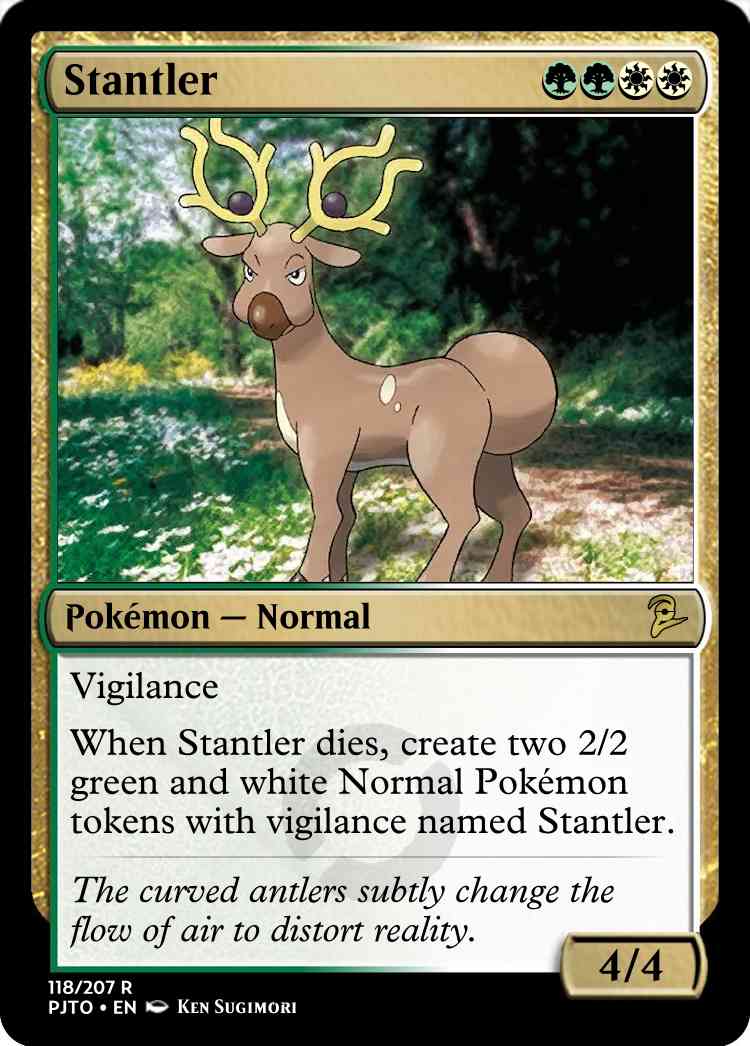 Stantler
Pokémon — Normal
Vigilance
When Stantler dies, create two 2/2
green and white Normal Pokémon
tokens with vigilance named Stantler.
The curved antlers subtly change the
flow of air to distort reality.
4/4
118/207 R
PJTO • EN Ken Sugimori